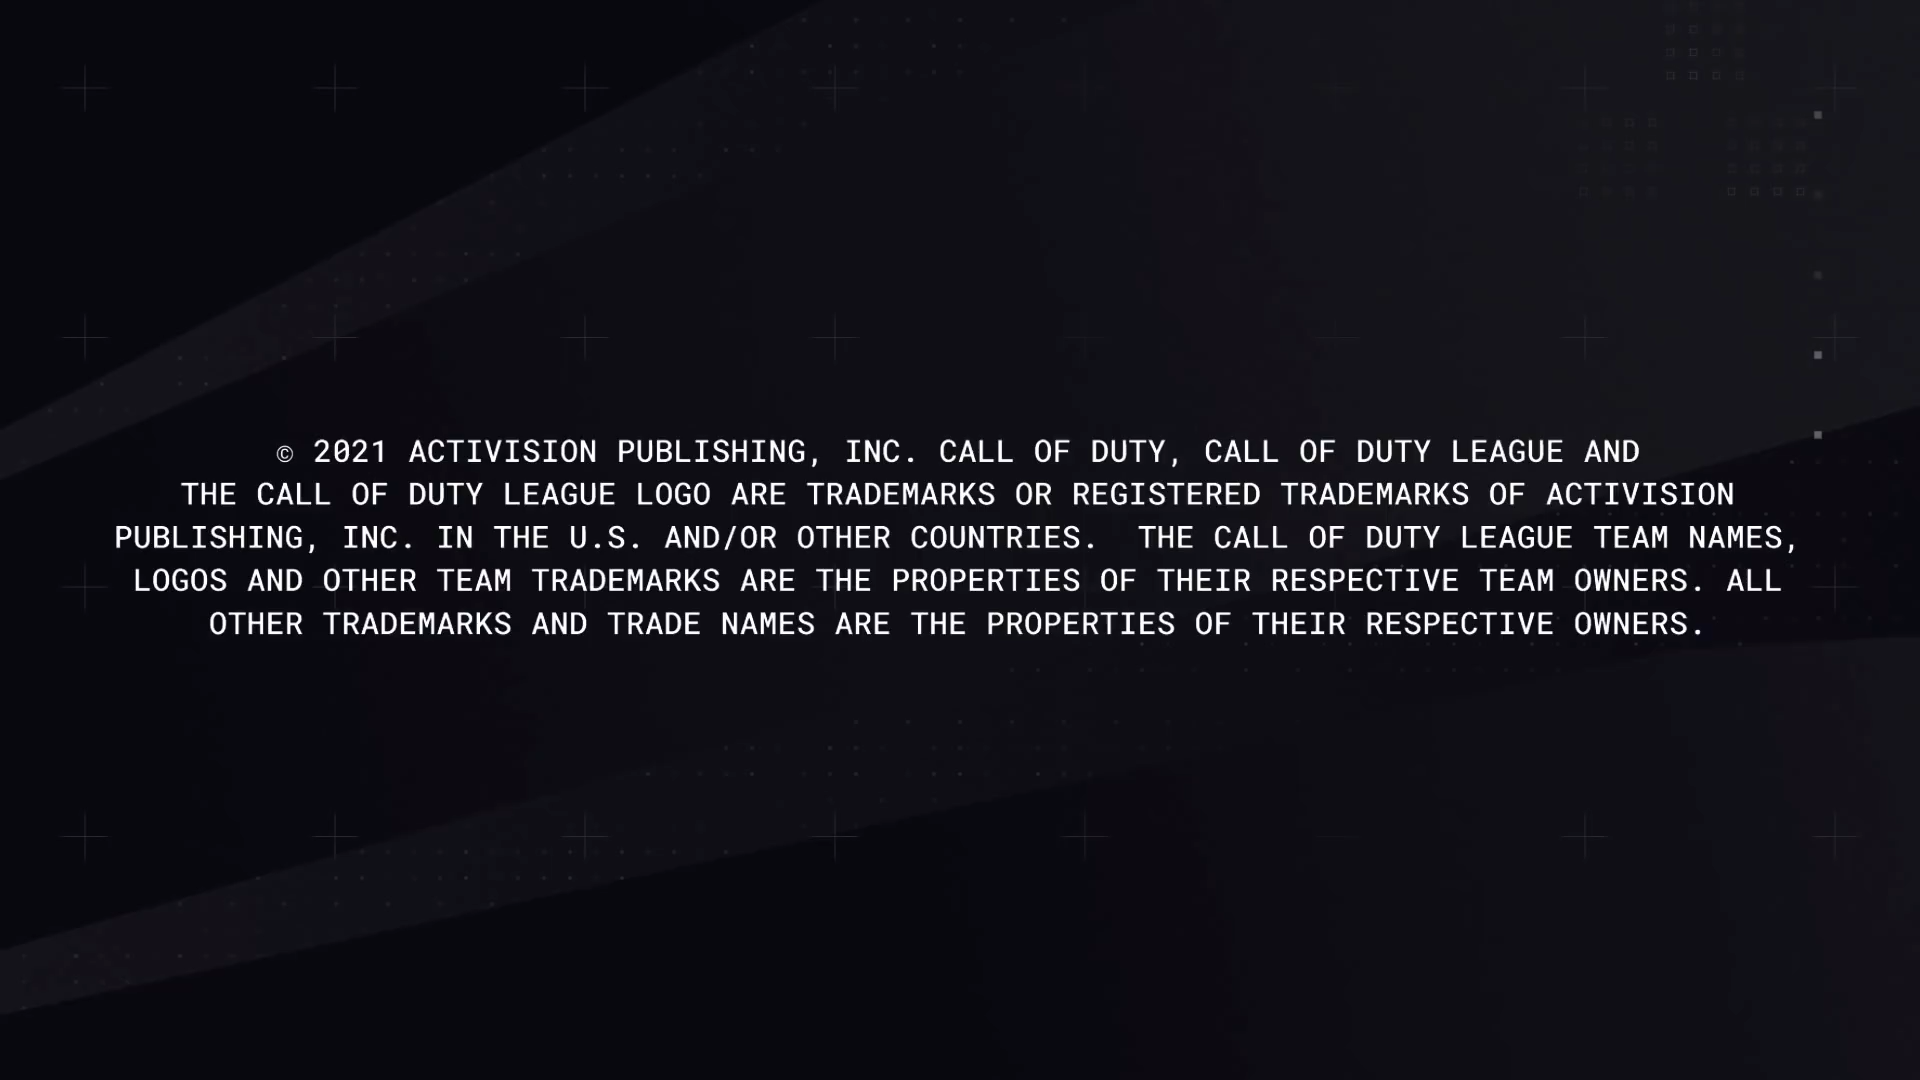 © 2021 ACTIVISION PUBLISHING, INC. CALL OF DUTY, CALL OF DUTY LEAGUE AND
THE CALL OF DUTY LEAGUE LOGO ARE TRADEMARKS OR REGISTERED TRADEMARKS OF ACTIVISION
PUBLISHING, INC. IN THE U.S. AND/OR OTHER COUNTRIES.  THE CALL OF DUTY LEAGUE TEAM NAMES,
LOGOS AND OTHER TEAM TRADEMARKS ARE THE PROPERTIES OF THEIR RESPECTIVE TEAM OWNERS. ALL
OTHER TRADEMARKS AND TRADE NAMES ARE THE PROPERTIES OF THEIR RESPECTIVE OWNERS.